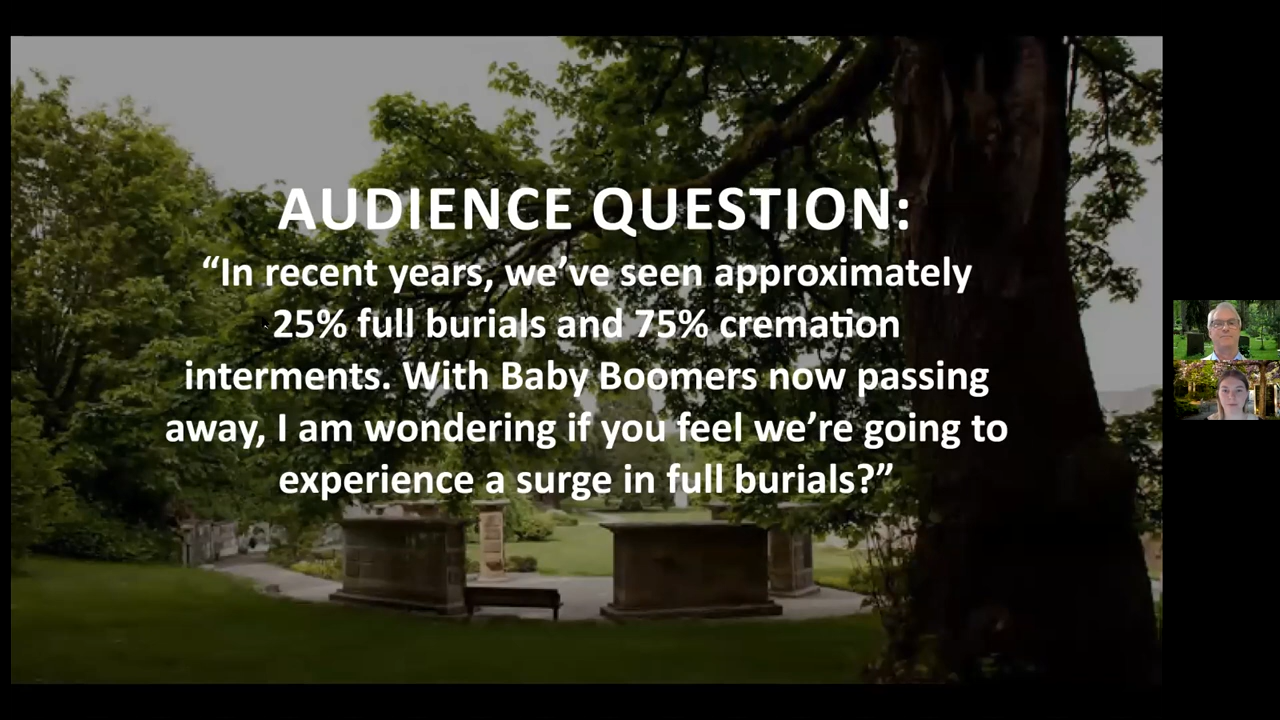 AUDIENCE QUESTION:
“In recent years, we’ve seen approximately
25% full burials and 75% cremation
interments. With Baby Boomers now passing
away, I am wondering if you feel we’re going to
experience a surge in full burials?”